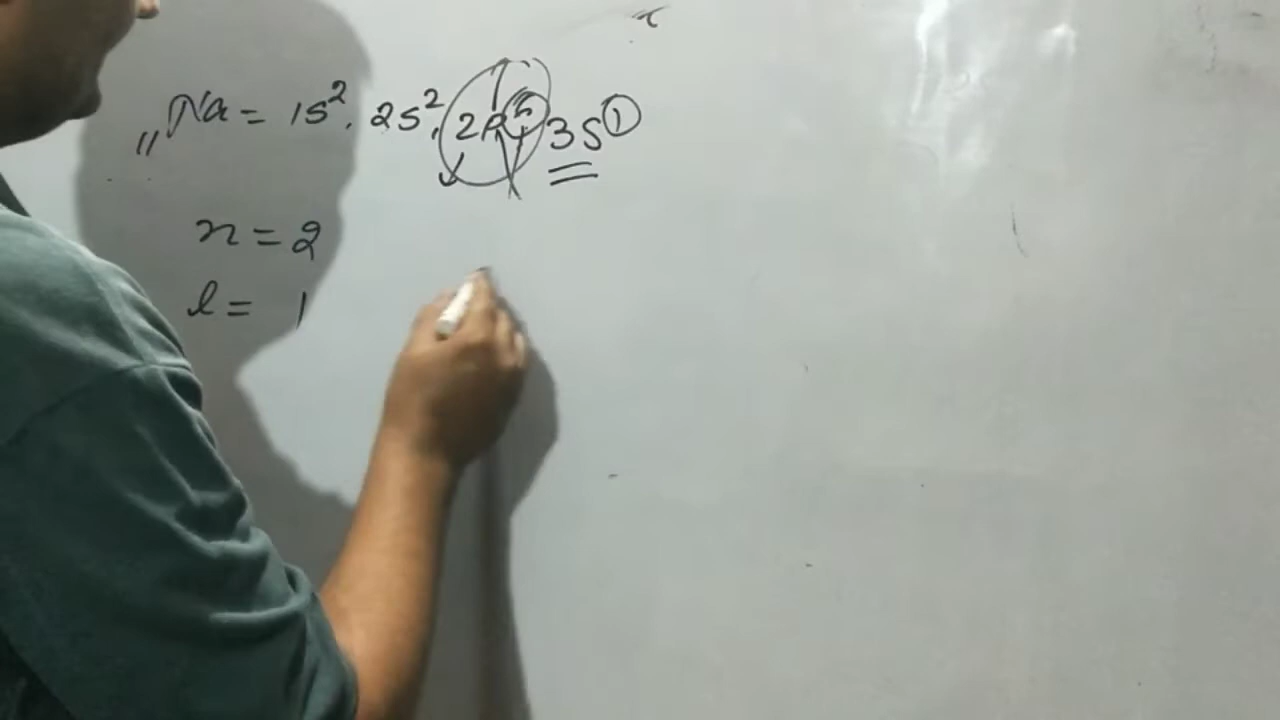 ₁₁Na = 1s², 2s², 2p⁶ 3s¹
n = 2
l = 1